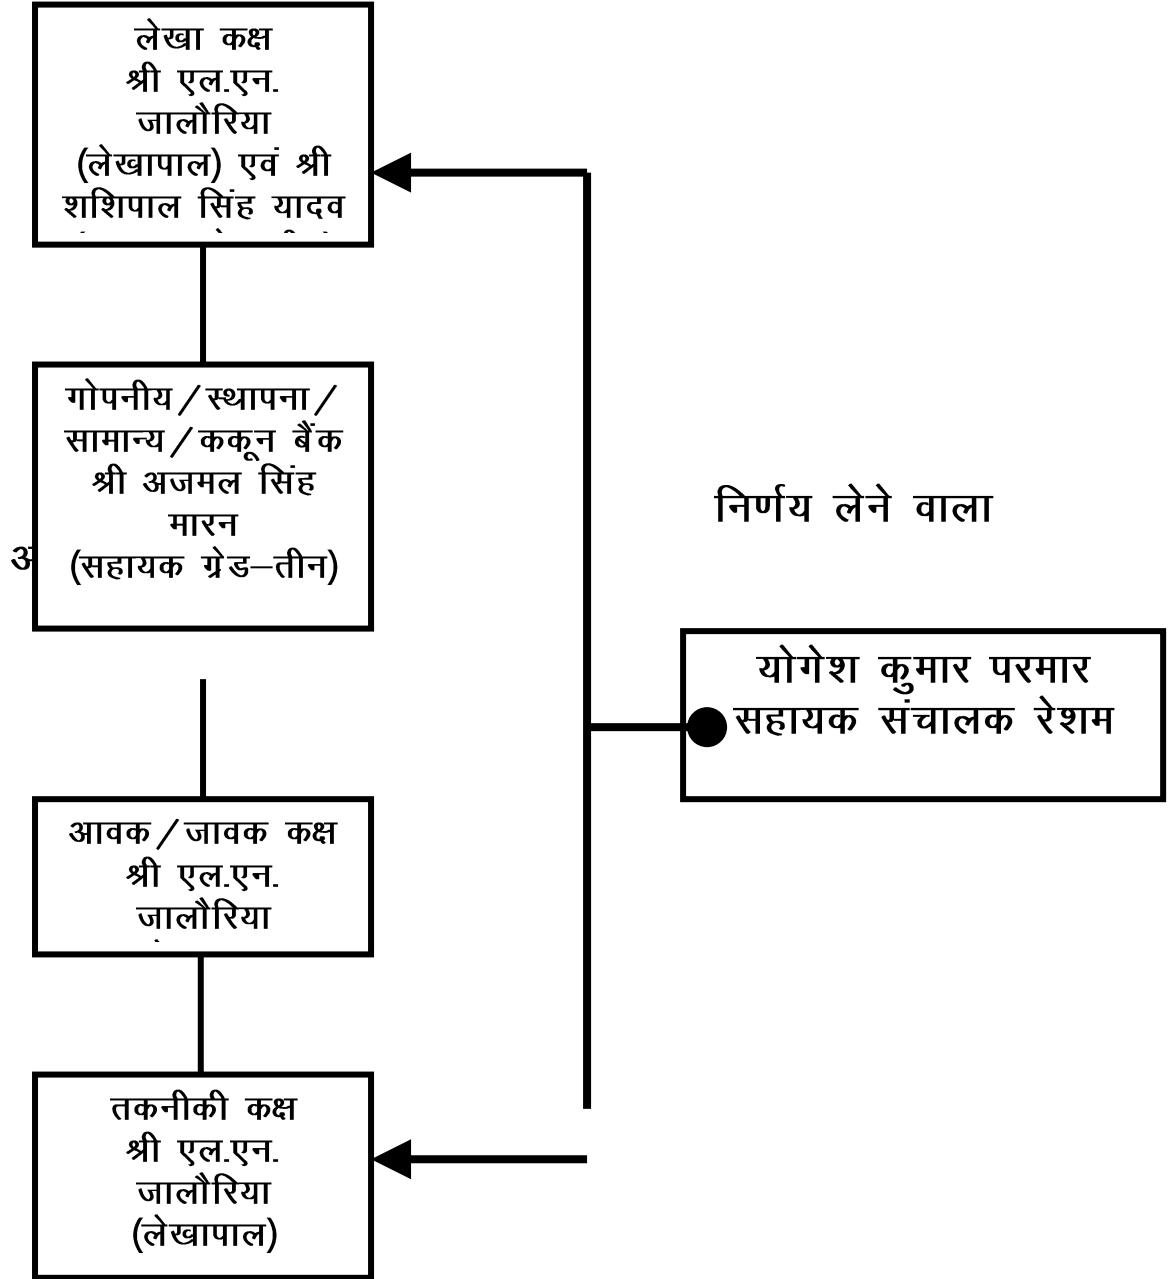 लेखा कक्ष
श्री एल.एन.
जालौरिया
(लेखापाल) एवं श्री
शशिपाल सिंह यादव
गोपनीय/स्थापना/
सामान्य/ककून बैंक
श्री अजमल सिंह
मारन
(सहायक ग्रेड–तीन)
निर्णय लेने वाला
योगेश कुमार परमार
सहायक संचालक रेशम
आवक/जावक कक्ष
श्री एल.एन.
जालौरिया
तकनीकी कक्ष
श्री एल.एन.
जालौरिया
(लेखापाल)